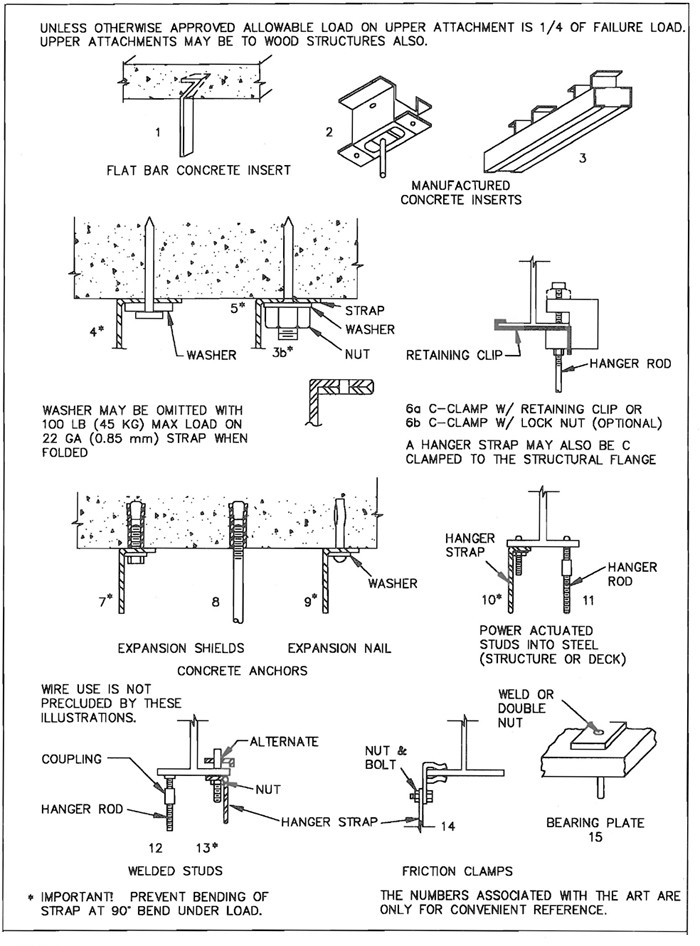 UNLESS OTHERWISE APPROVED ALLOWABLE LOAD ON UPPER ATTACHMENT IS 1/4 OF FAILURE LOAD.
UPPER ATTACHMENTS MAY BE TO WOOD STRUCTURES ALSO.
1
FLAT BAR CONCRETE INSERT
2
3
MANUFACTURED
CONCRETE INSERTS
4*
WASHER
5*
3b*
STRAP
WASHER
NUT
RETAINING CLIP
HANGER ROD
WASHER MAY BE OMITTED WITH
100 LB (45 KG) MAX LOAD ON
22 GA (0.85 mm) STRAP WHEN
FOLDED
6a C-CLAMP W/ RETAINING CLIP OR
6b C-CLAMP W/ LOCK NUT (OPTIONAL)
A HANGER STRAP MAY ALSO BE C
CLAMPED TO THE STRUCTURAL FLANGE
7*
8
9*
WASHER
EXPANSION SHIELDS
EXPANSION NAIL
CONCRETE ANCHORS
HANGER
STRAP
HANGER
ROD
10*
11
POWER ACTUATED
STUDS INTO STEEL
(STRUCTURE OR DECK)
WIRE USE IS NOT
PRECLUDED BY THESE
ILLUSTRATIONS.
COUPLING
ALTERNATE
NUT
HANGER ROD
HANGER STRAP
12
13*
WELDED STUDS
NUT &
BOLT
14
FRICTION CLAMPS
WELD OR
DOUBLE
NUT
BEARING PLATE
15
* IMPORTANT! PREVENT BENDING OF
STRAP AT 90° BEND UNDER LOAD.
THE NUMBERS ASSOCIATED WITH THE ART ARE
ONLY FOR CONVENIENT REFERENCE.